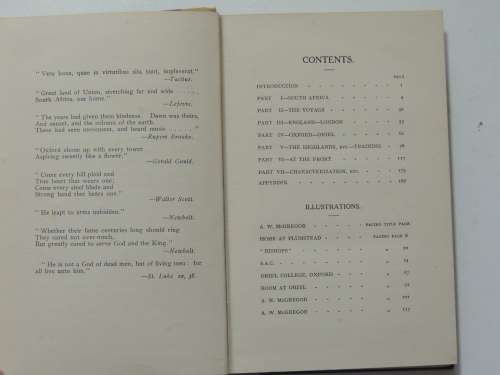 " Vera bona, quae in virtutibus sita sunt, impleverat."
—Tacitus.
" Great land of Union, stretching far and wide ......
South Africa, our home."
—Lefevre.
" The years had given them kindness. Dawn was theirs,
And sunset, and the colours of the earth.
These had seen movement, and heard music ......"
—Rupert Brooke.
" Oxford shone with every tower
Aspiring sweetly like a flower."
—Gerald Gould.
" Come every hill plaid and
True heart that wears one;
Come every steel blade and
Strong hand that bears one."
—Walter Scott.
" He leapt to arms unbidden."
—Newbolt.
" Whether their fame centuries long should ring
They cared not over-much,
But greatly cared to serve God and the King."
—Newbolt.
" He is not a God of dead men, but of living men: for
all live unto him."
—St. Luke xx, 38.
CONTENTS.
PAGE
INTRODUCTION - - - - - - 1
PART I—SOUTH AFRICA - - - -
PART II—THE VOYAGE - - - -
PART III—ENGLAND—LONDON - - -
PART IV—OXFORD—ORIEL - - - -
PART V—THE HIGHLANDS, ETC.—TRAINING -
PART VI—AT THE FRONT - - - -
PART VII—CHARACTERIZATION, ETC. - - -
APPENDIX - - - - - -
ILLUSTRATIONS.
A. W. McGREGOR - - - FACING TITLE PAGE
HOME AT PLUMSTEAD - - - FACING PAGE
"BISHOPS" - - - - -
S.A.C. - - - - -
ORIEL COLLEGE, OXFORD - - - -
ROOM AT ORIEL - - - - -
A. W. McGREGOR - - - - -
A. W. McGREGOR - - - - -